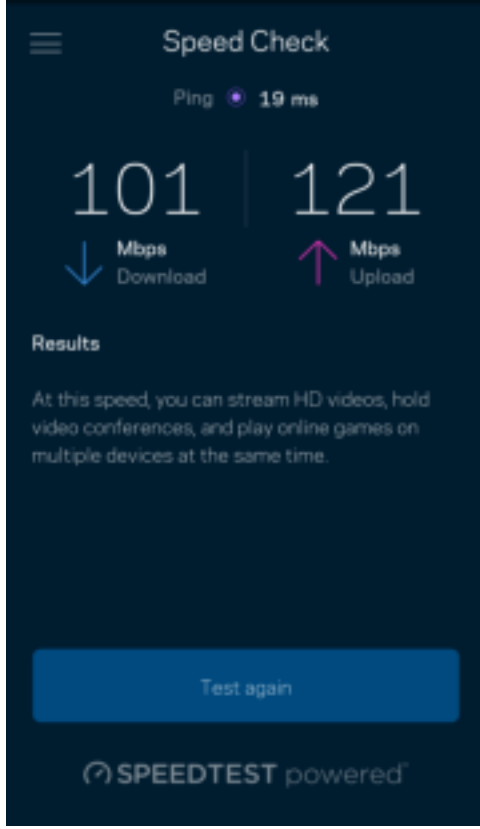 Speed Check
Ping 19 ms
101 121
Mbps Mbps
Download Upload
Results
At this speed, you can stream HD videos, hold
video conferences, and play online games on
multiple devices at the same time.
Test again
SPEEDTEST powered™